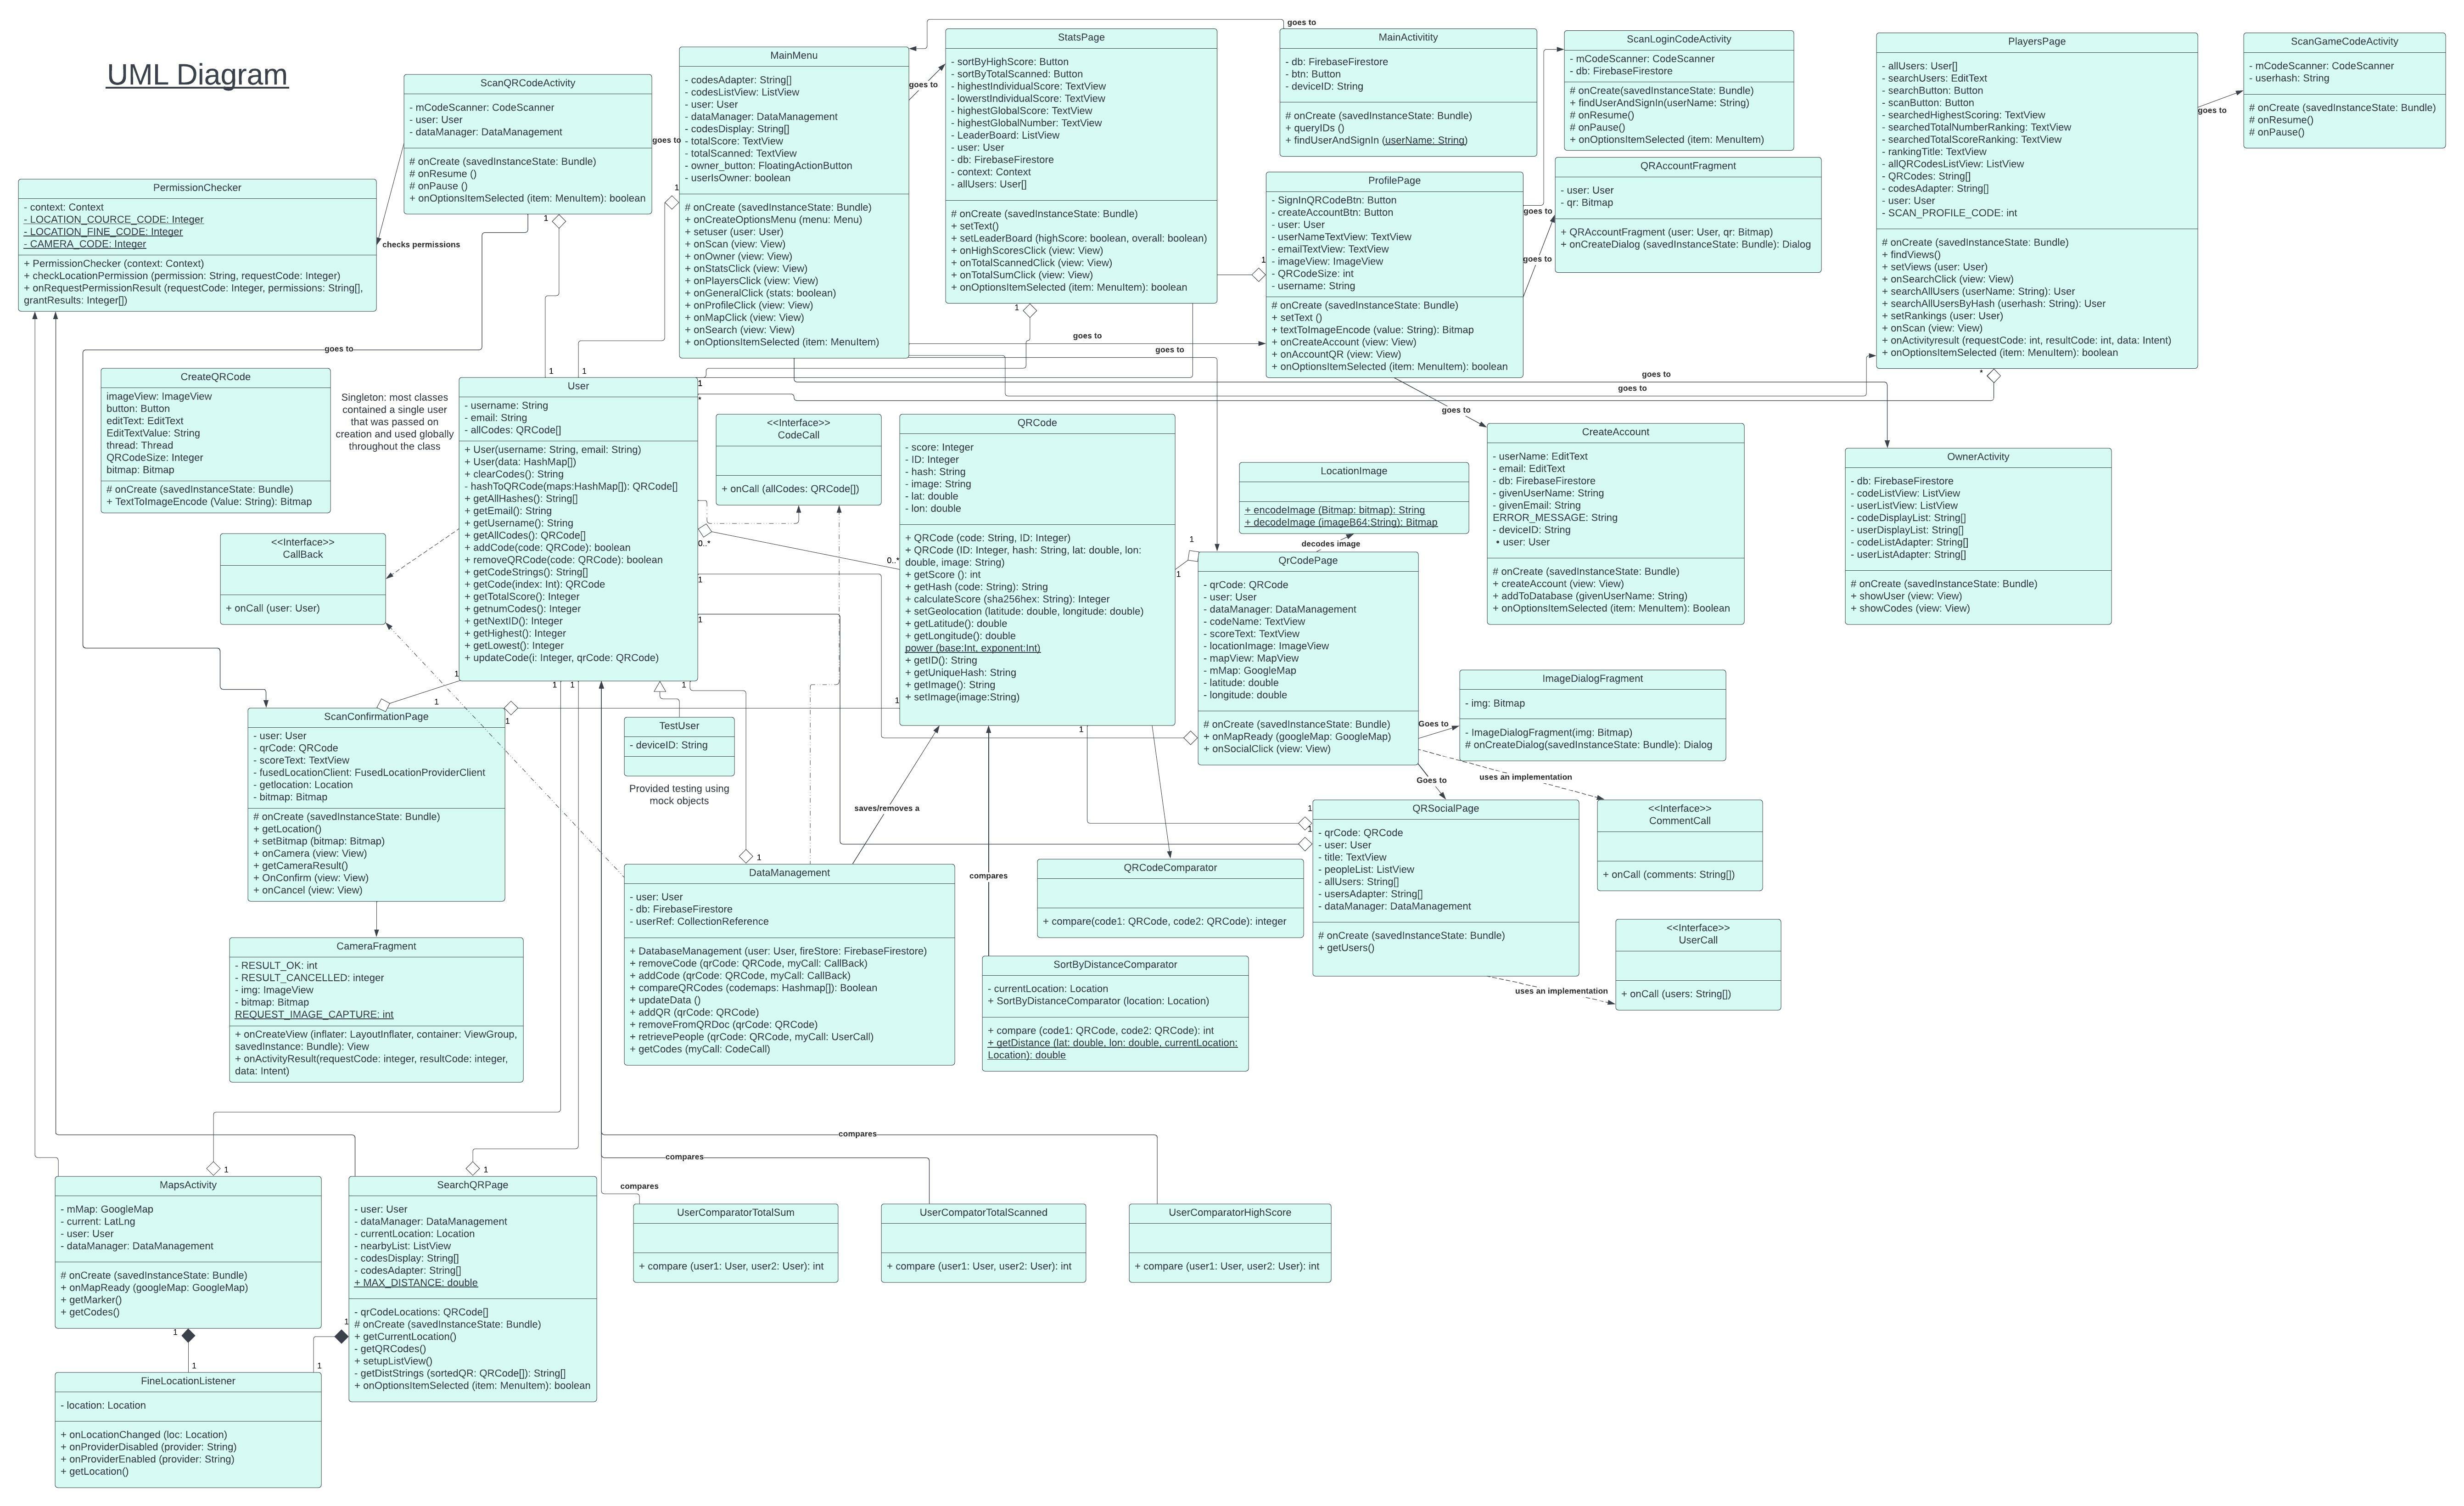 UML Diagram
ScanQRCodeActivity
- mCodeScanner: CodeScanner
- user: User
- dataManager: DataManagement
# onCreate (savedInstanceState: Bundle)
# onResume ()
# onPause ()
+ onOptionsItemSelected (item: MenuItem): boolean
MainMenu
- codesAdapter: String[]
- codesListView: ListView
- user: User
- dataManager: DataManagement
- codesDisplay: String[]
- totalScore: TextView
- totalScanned: TextView
- owner_button: FloatingActionButton
- userIsOwner: boolean
# onCreate (savedInstanceState: Bundle)
+ onCreateOptionsMenu (menu: Menu)
+ setuser (user: User)
+ onScan (view: View)
+ onOwner (view: View)
+ onStatsClick (view: View)
+ onPlayersClick (view: View)
+ onGeneralClick (stats: boolean)
+ onProfileClick (view: View)
+ onMapClick (view: View)
+ onSearch (view: View)
+ onOptionsItemSelected (item: MenuItem)
StatsPage
- sortByHighScore: Button
- sortByTotalScanned: Button
- highestIndividualScore: TextView
- lowerstIndividualScore: TextView
- highestGlobalScore: TextView
- highestGlobalNumber: TextView
- LeaderBoard: ListView
- user: User
- db: FirebaseFirestore
- context: Context
- allUsers: User[]
# onCreate (savedInstanceState: Bundle)
+ setText()
+ setLeaderBoard (highScore: boolean, overall: boolean)
+ onHighScoresClick (view: View)
+ onTotalScannedClick (view: View)
+ onTotalSumClick (view: View)
+ onOptionsItemSelected (item: MenuItem): boolean
goes to
MainActivitity
- db: FirebaseFirestore
- btn: Button
- deviceID: String
# onCreate (savedInstanceState: Bundle)
+ queryIDs ()
+ findUserAndSignIn (userName: String)
ScanLoginCodeActivity
- mCodeScanner: CodeScanner
- db: FirebaseFirestore
# onCreate(savedInstanceState: Bundle)
+ findUserAndSignIn(userName: String)
# onResume()
# onPause()
+ onOptionsItemSelected (item: MenuItem)
PlayersPage
- allUsers: User[]
- searchUsers: EditText
- searchButton: Button
- scanButton: Button
- searchedHighestScoring: TextView
- searchedTotalNumberRanking: TextView
- searchedTotalScoreRanking: TextView
- rankingTitle: TextView
- allQRCodesListView: ListView
- QRCodes: String[]
- codesAdapter: String[]
- user: User
- SCAN_PROFILE_CODE: int
# onCreate (savedInstanceState: Bundle)
+ findViews()
+ setViews (user: User)
+ onSearchClick (view: View)
+ searchAllUsers (userName: String): User
+ searchAllUsersByHash (userhash: String): User
+ setRankings (user: User)
+ onScan (view: View)
+ onActivityresult (requestCode: int, resultCode: int, data: Intent)
+ onOptionsItemSelected (item: MenuItem): boolean
ScanGameCodeActivity
- mCodeScanner: CodeScanner
- userhash: String
# onCreate (savedInstanceState: Bundle)
# onResume()
# onPause()
goes to
goes to
goes to
PermissionChecker
- context: Context
- LOCATION_COURCE_CODE: Integer
- LOCATION_FINE_CODE: Integer
- CAMERA_CODE: Integer
+ PermissionChecker (context: Context)
+ checkLocationPermission (permission: String, requestCode: Integer)
+ onRequestPermissionResult (requestCode: Integer, permissions: String[],
grantResults: Integer[])
checks permissions
1
1
ProfilePage
- SignInQRCodeBtn: Button
- createAccountBtn: Button
- user: User
- userNameTextView: TextView
- emailTextView: TextView
- imageView: ImageView
- QRCodeSize: int
- username: String
# onCreate (savedInstanceState: Bundle)
+ setText ()
+ textToImageEncode (value: String): Bitmap
+ onCreateAccount (view: View)
+ onAccountQR (view: View)
+ onOptionsItemSelected (item: MenuItem): boolean
QRAccountFragment
- user: User
- qr: Bitmap
+ QRAccountFragment (user: User, qr: Bitmap)
+ onCreateDialog (savedInstanceState: Bundle): Dialog
goes to
goes to
1
1
goes to
goes to
goes to
1
1
1
*
goes to
goes to
*
goes to
CreateQRCode
imageView: ImageView
button: Button
editText: EditText
EditTextValue: String
thread: Thread
QRCodeSize: Integer
bitmap: Bitmap
# onCreate (savedInstanceState: Bundle)
+ TextToImageEncode (Value: String): Bitmap
Singleton: most classes
contained a single user
that was passed on
creation and used globally
throughout the class
User
- username: String
- email: String
- allCodes: QRCode[]
+ User(username: String, email: String)
+ User(data: HashMap[])
+ clearCodes(): String
- hashToQRCode(maps:HashMap[]): QRCode[]
+ getAllHashes(): String[]
+ getEmail(): String
+ getUsername(): String
+ getAllCodes(): QRCode[]
+ addCode(code: QRCode): boolean
+ removeQRCode(code: QRCode): boolean
+ getCodeStrings(): String[]
+ getCode(index: Int): QRCode
+ getTotalScore(): Integer
+ getnumCodes(): Integer
+ getNextID(): Integer
+ getHighest(): Integer
+ getLowest(): Integer
+ updateCode(i: Integer, qrCode: QRCode)
<<Interface>>
CodeCall
+ onCall (allCodes: QRCode[])
QRCode
- score: Integer
- ID: Integer
- hash: String
- image: String
- lat: double
- lon: double
+ QRCode (code: String, ID: Integer)
+ QRCode (ID: Integer, hash: String, lat: double, lon:
double, image: String)
+ getScore (): int
+ getHash (code: String): String
+ calculateScore (sha256hex: String): Integer
+ setGeolocation (latitude: double, longitude: double)
+ getLatitude(): double
+ getLongitude(): double
power (base:Int, exponent:Int)
+ getID(): String
+ getUniqueHash: String
+ getImage(): String
+ setImage(image:String)
LocationImage
+ encodeImage (Bitmap: bitmap): String
+ decodeImage (imageB64:String): Bitmap
decodes image
CreateAccount
- userName: EditText
- email: EditText
- db: FirebaseFirestore
- givenUserName: String
- givenEmail: String
ERROR_MESSAGE: String
- deviceID: String
• user: User
# onCreate (savedInstanceState: Bundle)
+ createAccount (view: View)
+ addToDatabase (givenUserName: String)
+ onOptionsItemSelected (item: MenuItem): Boolean
OwnerActivity
- db: FirebaseFirestore
- codeListView: ListView
- userListView: ListView
- codeDisplayList: String[]
- userDisplayList: String[]
- codeListAdapter: String[]
- userListAdapter: String[]
# onCreate (savedInstanceState: Bundle)
+ showUser (view: View)
+ showCodes (view: View)
<<Interface>>
CallBack
+ onCall (user: User)
0..*
0..*
1
1
1
1
QrCodePage
- qrCode: QRCode
- user: User
- dataManager: DataManagement
- codeName: TextView
- scoreText: TextView
- locationImage: ImageView
- mapView: MapView
- mMap: GoogleMap
- latitude: double
- longitude: double
# onCreate (savedInstanceState: Bundle)
+ onMapReady (googleMap: GoogleMap)
+ onSocialClick (view: View)
ImageDialogFragment
- img: Bitmap
- ImageDialogFragment(img: Bitmap)
# onCreateDialog(savedInstanceState: Bundle): Dialog
Goes to
uses an implementation
Goes to
1
1
1
1
1
1
1
1
ScanConfirmationPage
- user: User
- qrCode: QRCode
- scoreText: TextView
- fusedLocationClient: FusedLocationProviderClient
- getlocation: Location
- bitmap: Bitmap
# onCreate (savedInstanceState: Bundle)
+ getLocation()
+ setBitmap (bitmap: Bitmap)
+ onCamera (view: View)
+ getCameraResult()
+ OnConfirm (view: View)
+ onCancel (view: View)
TestUser
- deviceID: String
Provided testing using
mock objects
saves/removes a
1
1
QRSocialPage
- qrCode: QRCode
- user: User
- title: TextView
- peopleList: ListView
- allUsers: String[]
- usersAdapter: String[]
- dataManager: DataManagement
# onCreate (savedInstanceState: Bundle)
+ getUsers()
<<Interface>>
CommentCall
+ onCall (comments: String[])
1
DataManagement
- user: User
- db: FirebaseFirestore
- userRef: CollectionReference
+ DatabaseManagement (user: User, fireStore: FirebaseFirestore)
+ removeCode (qrCode: QRCode, myCall: CallBack)
+ addCode (qrCode: QRCode, myCall: CallBack)
+ compareQRCodes (codemaps: Hashmap[]): Boolean
+ updateData ()
+ addQR (qrCode: QRCode)
+ removeFromQRDoc (qrCode: QRCode)
+ retrievePeople (qrCode: QRCode, myCall: UserCall)
+ getCodes (myCall: CodeCall)
compares
QRCodeComparator
+ compare(code1: QRCode, code2: QRCode): integer
<<Interface>>
UserCall
+ onCall (users: String[])
uses an implementation
CameraFragment
- RESULT_OK: int
- RESULT_CANCELLED: integer
- img: ImageView
- bitmap: Bitmap
REQUEST_IMAGE_CAPTURE: int
+ onCreateView (inflater: LayoutInflater, container: ViewGroup,
savedInstance: Bundle): View
+ onActivityResult(requestCode: integer, resultCode: integer,
data: Intent)
SortByDistanceComparator
- currentLocation: Location
+ SortByDistanceComparator (location: Location)
+ compare (code1: QRCode, code2: QRCode): int
+ getDistance (lat: double, lon: double, currentLocation:
Location): double
compares
compares
compares
1
1
MapsActivity
- mMap: GoogleMap
- current: LatLng
- user: User
- dataManager: DataManagement
# onCreate (savedInstanceState: Bundle)
+ onMapReady (googleMap: GoogleMap)
+ getMarker()
+ getCodes()
SearchQRPage
- user: User
- dataManager: DataManagement
- currentLocation: Location
- nearbyList: ListView
- codesDisplay: String[]
- codesAdapter: String[]
+ MAX_DISTANCE: double
- qrCodeLocations: QRCode[]
# onCreate (savedInstanceState: Bundle)
+ getCurrentLocation()
- getQRCodes()
+ setupListView()
- getDistStrings (sortedQR: QRCode[]): String[]
+ onOptionsItemSelected (item: MenuItem): boolean
UserComparatorTotalSum
+ compare (user1: User, user2: User): int
UserCompatorTotalScanned
+ compare (user1: User, user2: User): int
UserComparatorHighScore
+ compare (user1: User, user2: User): int
1
1
1
1
FineLocationListener
- location: Location
+ onLocationChanged (loc: Location)
+ onProviderDisabled (provider: String)
+ onProviderEnabled (provider: String)
+ getLocation()